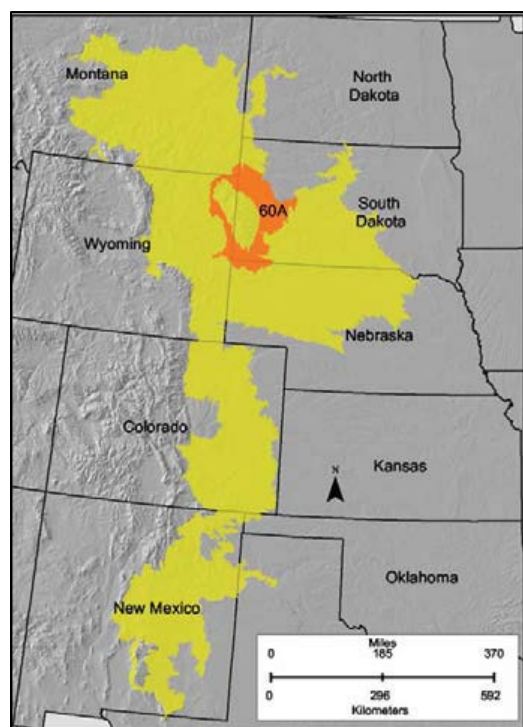 Montana
North
Dakota
60A
South
Dakota
Wyoming
Nebraska
Colorado
N
Kansas
Oklahoma
New Mexico
Miles
0 185 370
0 296 592
Kilometers